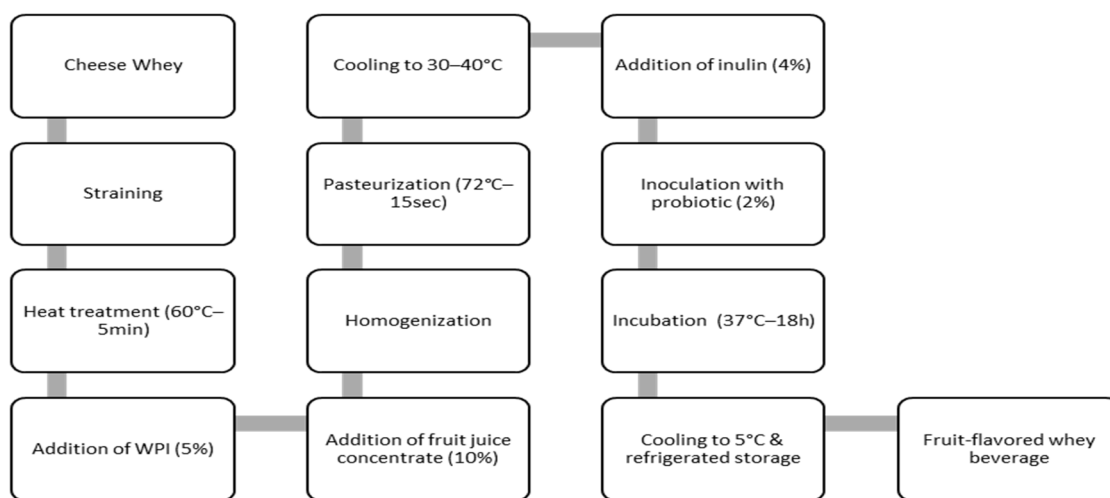 Cheese Whey
Straining
Heat treatment (60°C–
5min)
Addition of WPI (5%)
Addition of fruit juice
concentrate (10%)
Homogenization
Pasteurization (72°C–
15sec)
Cooling to 30–40°C
Addition of inulin (4%)
Inoculation with
probiotic (2%)
Incubation (37°C–18h)
Cooling to 5°C &
refrigerated storage
Fruit-flavored whey
beverage